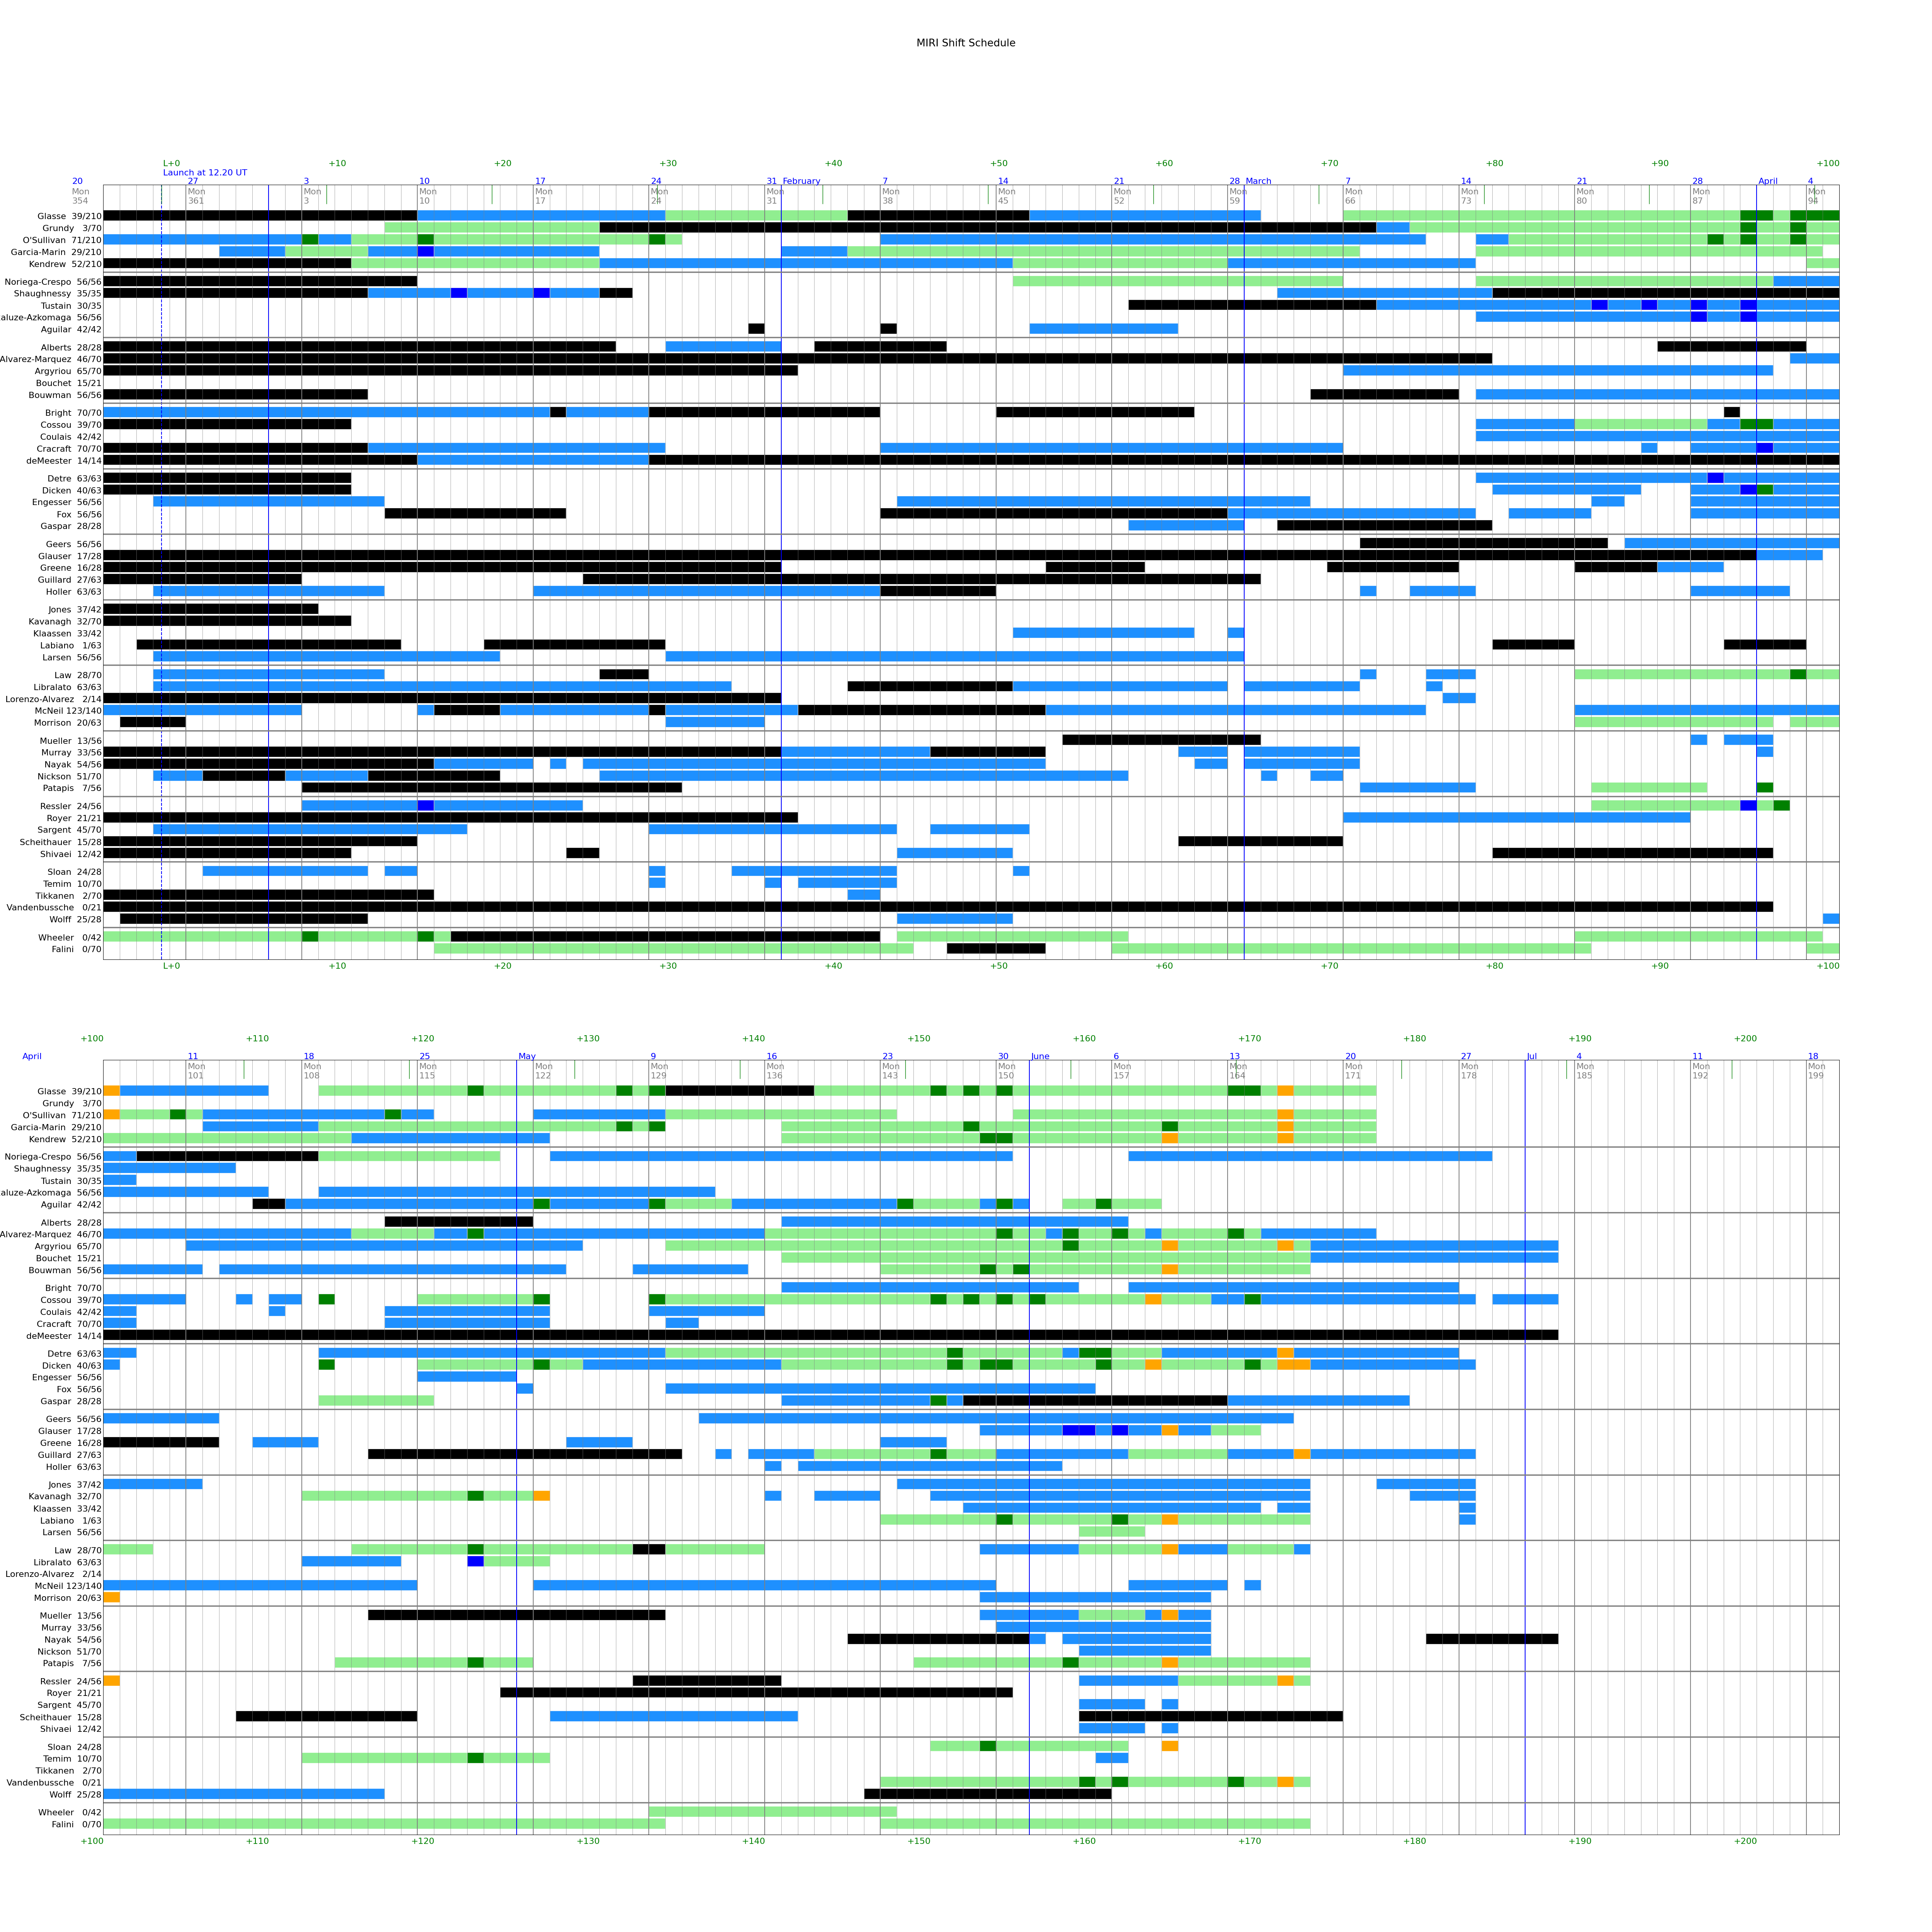 MIRI Shift Schedule
L+0 +10 +20 +30 +40 +50 +60 +70 +80 +90 +100
Launch at 12.20 UT
20 27 3 10 17 24 31 February 7 14 21 28 March 7 14 21 28 April 4
Mon Mon Mon Mon Mon Mon Mon Mon Mon Mon Mon Mon Mon Mon Mon Mon
354 361 3 10 17 24 31 38 45 52 59 66 73 80 87 94
Glasse 39/210
Grundy 3/70
O'Sullivan 71/210
Garcia-Marin 29/210
Kendrew 52/210
Noriega-Crespo 56/56
Shaughnessy 35/35
Tustain 30/35
aluze-Azkomaga 56/56
Aguilar 42/42
Alberts 28/28
Alvarez-Marquez 46/70
Argyriou 65/70
Bouchet 15/21
Bouwman 56/56
Bright 70/70
Cossou 39/70
Coulais 42/42
Cracraft 70/70
deMeester 14/14
Detre 63/63
Dicken 40/63
Engesser 56/56
Fox 56/56
Gaspar 28/28
Geers 56/56
Glauser 17/28
Greene 16/28
Guillard 27/63
Holler 63/63
Jones 37/42
Kavanagh 32/70
Klaassen 33/42
Labiano 1/63
Larsen 56/56
Law 28/70
Libralato 63/63
Lorenzo-Alvarez 2/14
McNeil 123/140
Morrison 20/63
Mueller 13/56
Murray 33/56
Nayak 54/56
Nickson 51/70
Patapis 7/56
Ressler 24/56
Royer 21/21
Sargent 45/70
Scheithauer 15/28
Shivaei 12/42
Sloan 24/28
Temim 10/70
Tikkanen 2/70
Vandenbussche 0/21
Wolff 25/28
Wheeler 0/42
Falini 0/70
L+0 +10 +20 +30 +40 +50 +60 +70 +80 +90 +100
+100 +110 +120 +130 +140 +150 +160 +170 +180 +190 +200
April 11 18 25 May 9 16 23 30 June 6 13 20 27 Jul 4 11 18
Mon Mon Mon Mon Mon Mon Mon Mon Mon Mon Mon Mon Mon Mon Mon
101 108 115 122 129 136 143 150 157 164 171 178 185 192 199
Glasse 39/210
Grundy 3/70
O'Sullivan 71/210
Garcia-Marin 29/210
Kendrew 52/210
Noriega-Crespo 56/56
Shaughnessy 35/35
Tustain 30/35
aluze-Azkomaga 56/56
Aguilar 42/42
Alberts 28/28
Alvarez-Marquez 46/70
Argyriou 65/70
Bouchet 15/21
Bouwman 56/56
Bright 70/70
Cossou 39/70
Coulais 42/42
Cracraft 70/70
deMeester 14/14
Detre 63/63
Dicken 40/63
Engesser 56/56
Fox 56/56
Gaspar 28/28
Geers 56/56
Glauser 17/28
Greene 16/28
Guillard 27/63
Holler 63/63
Jones 37/42
Kavanagh 32/70
Klaassen 33/42
Labiano 1/63
Larsen 56/56
Law 28/70
Libralato 63/63
Lorenzo-Alvarez 2/14
McNeil 123/140
Morrison 20/63
Mueller 13/56
Murray 33/56
Nayak 54/56
Nickson 51/70
Patapis 7/56
Ressler 24/56
Royer 21/21
Sargent 45/70
Scheithauer 15/28
Shivaei 12/42
Sloan 24/28
Temim 10/70
Tikkanen 2/70
Vandenbussche 0/21
Wolff 25/28
Wheeler 0/42
Falini 0/70
+100 +110 +120 +130 +140 +150 +160 +170 +180 +190 +200